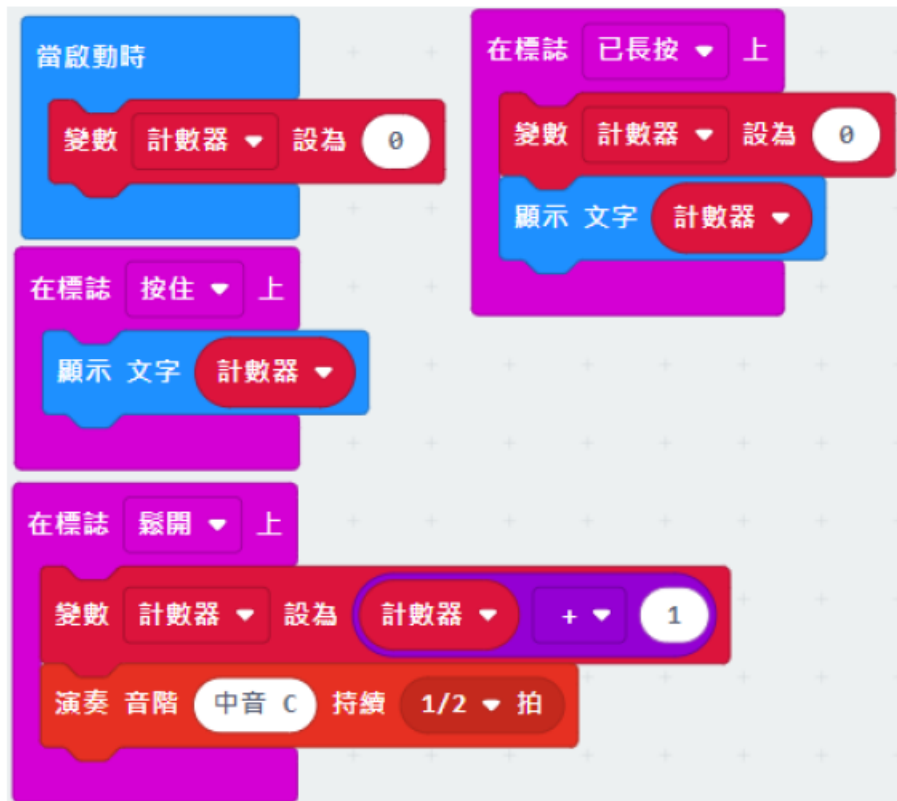 當啟動時
變數 計數器 設為 0
在標誌 已長按 上
變數 計數器 設為 0
顯示 文字 計數器
在標誌 按住 上
顯示 文字 計數器
在標誌 鬆開 上
變數 計數器 設為 計數器 + 1
演奏 音階 中音 C 持續 1/2 拍